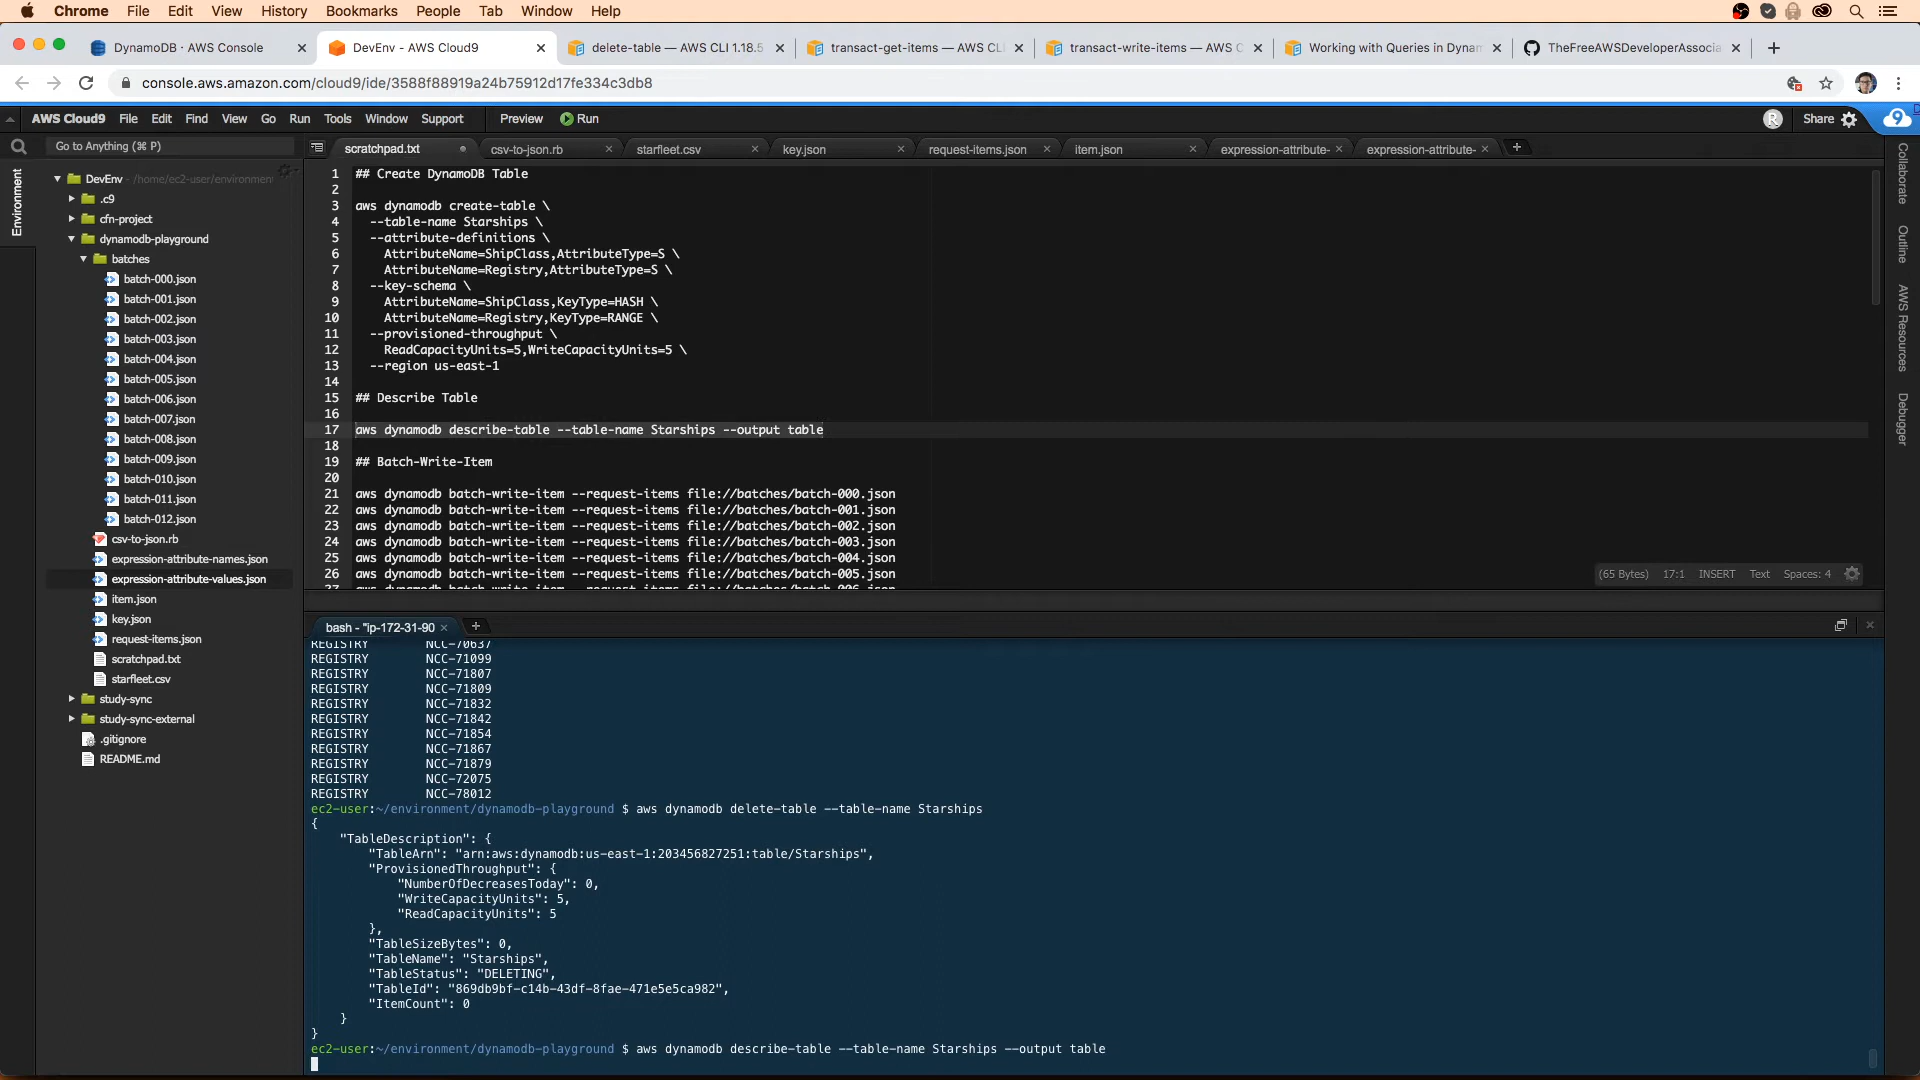 Chrome File Edit View History Bookmarks People Tab Window Help
DynamoDB · AWS Console
DevEnv - AWS Cloud9
delete-table — AWS CLI 1.18.5
transact-get-items — AWS CLI
transact-write-items — AWS C
Working with Queries in Dynam
TheFreeAWSDeveloperAssocia
console.aws.amazon.com/cloud9/ide/3588f88919a24b75912d17fe334c3db8
AWS Cloud9 File Edit Find View Go Run Tools Window Support Preview Run
R Share 9
Go to Anything (⌘ P)
scratchpad.txt
csv-to-json.rb
starfleet.csv
key.json
request-items.json
item.json
expression-attribute-
expression-attribute-
Environment
DevEnv - /home/ec2-user/environment
.c9
cfn-project
dynamodb-playground
batches
batch-000.json
batch-001.json
batch-002.json
batch-003.json
batch-004.json
batch-005.json
batch-006.json
batch-007.json
batch-008.json
batch-009.json
batch-010.json
batch-011.json
batch-012.json
csv-to-json.rb
expression-attribute-names.json
expression-attribute-values.json
item.json
key.json
request-items.json
scratchpad.txt
starfleet.csv
study-sync
study-sync-external
.gitignore
README.md
1 ## Create DynamoDB Table
2
3 aws dynamodb create-table \
4 --table-name Starships \
5 --attribute-definitions \
6 AttributeName=ShipClass,AttributeType=S \
7 AttributeName=Registry,AttributeType=S \
8 --key-schema \
9 AttributeName=ShipClass,KeyType=HASH \
10 AttributeName=Registry,KeyType=RANGE \
11 --provisioned-throughput \
12 ReadCapacityUnits=5,WriteCapacityUnits=5 \
13 --region us-east-1
14
15 ## Describe Table
16
17 aws dynamodb describe-table --table-name Starships --output table
18
19 ## Batch-Write-Item
20
21 aws dynamodb batch-write-item --request-items file://batches/batch-000.json
22 aws dynamodb batch-write-item --request-items file://batches/batch-001.json
23 aws dynamodb batch-write-item --request-items file://batches/batch-002.json
24 aws dynamodb batch-write-item --request-items file://batches/batch-003.json
25 aws dynamodb batch-write-item --request-items file://batches/batch-004.json
26 aws dynamodb batch-write-item --request-items file://batches/batch-005.json
(65 Bytes) 17:1 INSERT Text Spaces: 4
Collaborate
Outline
AWS Resources
Debugger
bash - "ip-172-31-90
REGISTRY NCC-70637
REGISTRY NCC-71099
REGISTRY NCC-71807
REGISTRY NCC-71809
REGISTRY NCC-71832
REGISTRY NCC-71842
REGISTRY NCC-71854
REGISTRY NCC-71867
REGISTRY NCC-71879
REGISTRY NCC-72075
REGISTRY NCC-78012
ec2-user:~/environment/dynamodb-playground $ aws dynamodb delete-table --table-name Starships
{
"TableDescription": {
"TableArn": "arn:aws:dynamodb:us-east-1:203456827251:table/Starships",
"ProvisionedThroughput": {
"NumberOfDecreasesToday": 0,
"WriteCapacityUnits": 5,
"ReadCapacityUnits": 5
},
"TableSizeBytes": 0,
"TableName": "Starships",
"TableStatus": "DELETING",
"TableId": "869db9bf-c14b-43df-8fae-471e5e5ca982",
"ItemCount": 0
}
}
ec2-user:~/environment/dynamodb-playground $ aws dynamodb describe-table --table-name Starships --output table